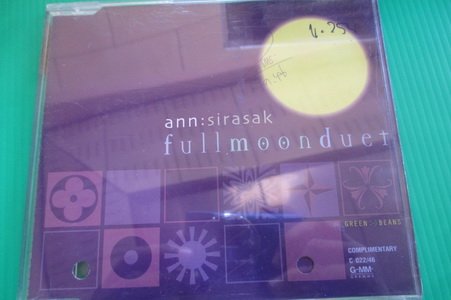 ann:sirasak
fullmoonduet
GREEN BEANS
COMPLIMENTARY
C 022/46
G-MM'